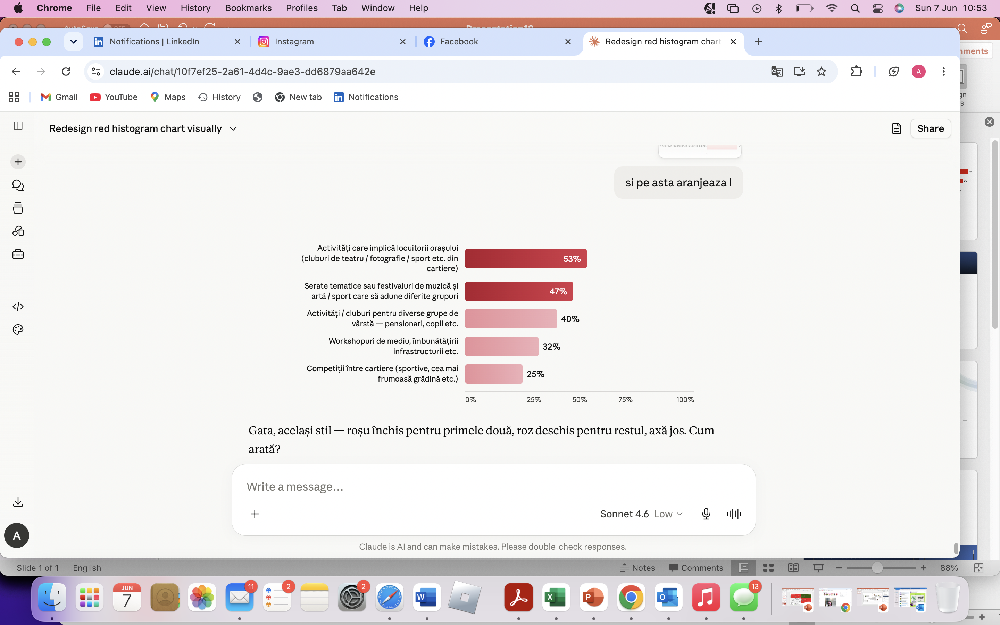 Chrome File Edit View History Bookmarks Profiles Tab Window Help Sun 7 Jun 10:53
Notifications | LinkedIn Instagram Facebook Redesign red histogram chart
mments
claude.ai/chat/10f7ef25-2a61-4d4c-9ae3-dd6879aa642e A
Gmail YouTube Maps History New tab Notifications
Redesign red histogram chart visually Share
si pe asta aranjeaza l
Activități care implică locuitorii orașului
(cluburi de teatru / fotografie / sport etc. din
cartiere)
53%
Serate tematice sau festivaluri de muzică și
artă / sport care să adune diferite grupuri
47%
Activități / cluburi pentru diverse grupe de
vârstă — pensionari, copii etc.
40%
Workshopuri de mediu, îmbunătățirii
infrastructurii etc.
32%
Competiții între cartiere (sportive, cea mai
frumoasă grădină etc.)
25%
0% 25% 50% 75% 100%
Gata, același stil — roșu închis pentru primele două, roz deschis pentru restul, axă jos. Cum
arată?
Write a message...
Sonnet 4.6 Low
A
Claude is AI and can make mistakes. Please double-check responses.
Slide 1 of 1 English Notes Comments 88%
11 2 2 13
JUN
7